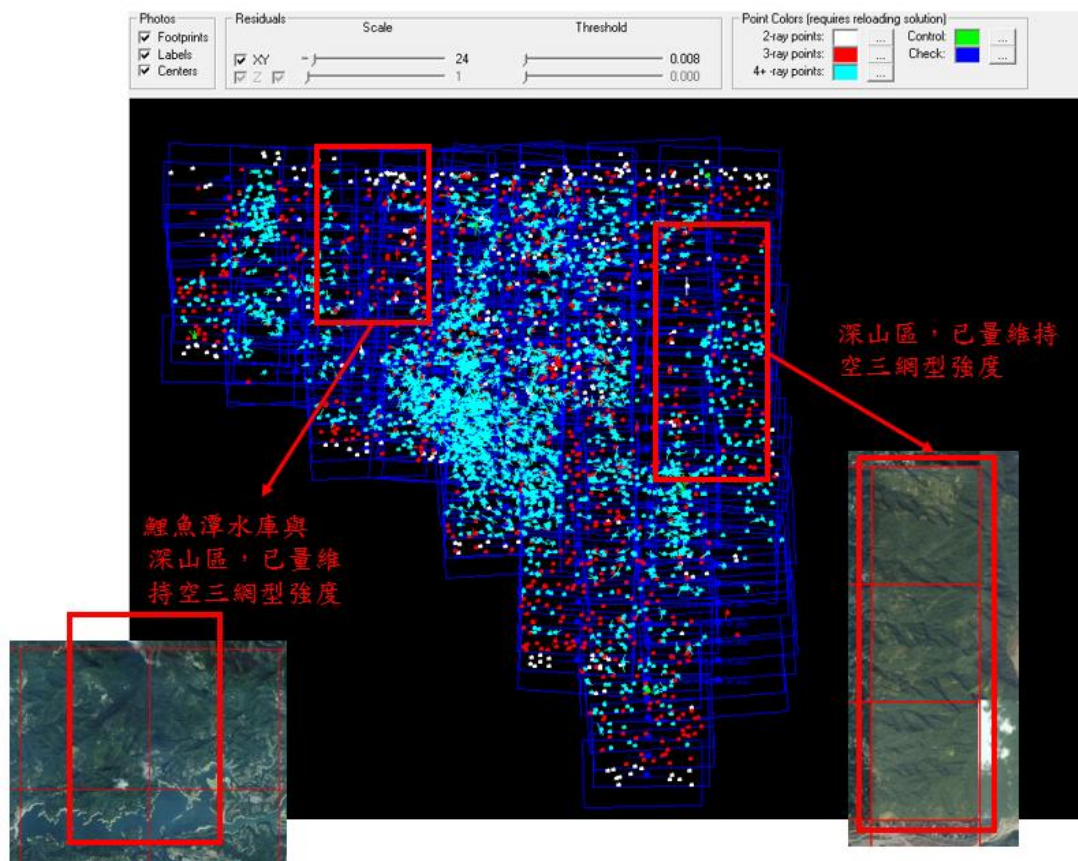 Photos
Footprints
Labels
Centers
Residuals
Scale
Threshold
XY
24
0.008
Z
1
0.000
Point Colors (requires reloading solution)
2-ray points:
...
Control:
...
3-ray points:
...
Check:
...
4+ -ray points:
...
深山區，已量維持
空三網型強度
鯉魚潭水庫與
深山區，已量維
持空三網型強度